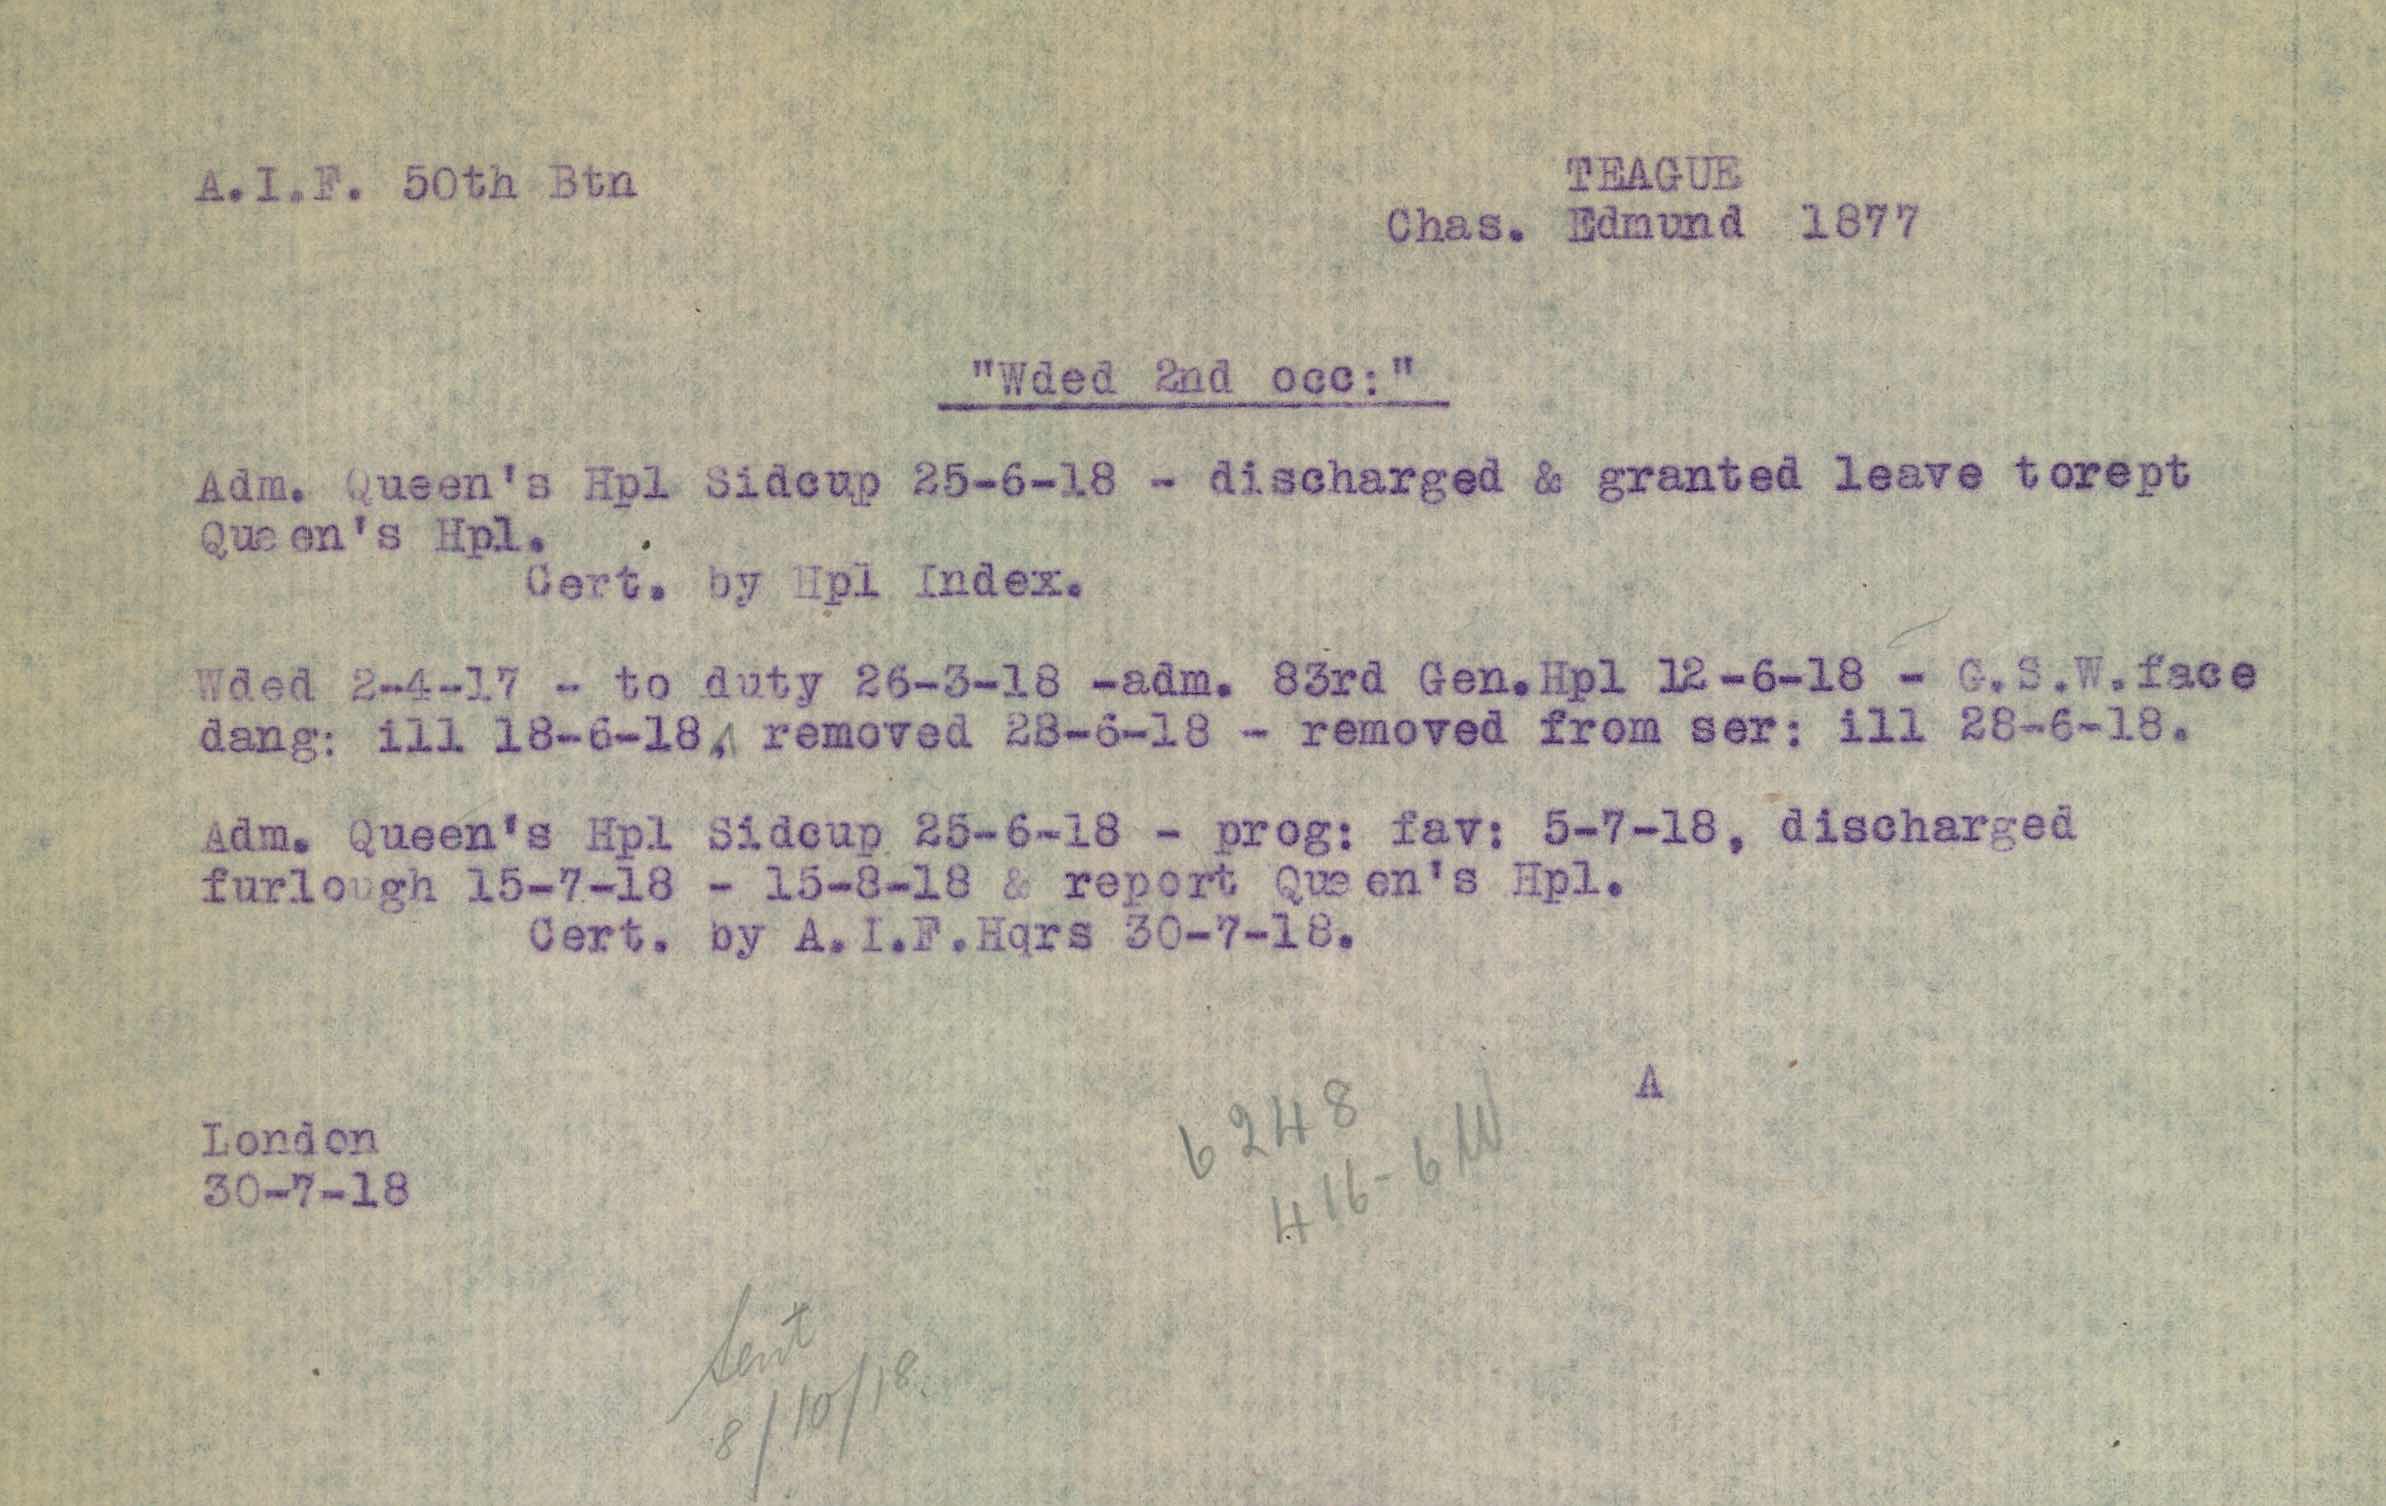 A.I.F. 50th Btn
TEAGUE
Chas. Edmund 1877
"Wded 2nd occ:"
Adm. Queen's Hpl Sidcup 25-6-18 - discharged & granted leave torept
Queen's Hpl.
Cert. by Hpl Index.
Wded 2-4-17 - to duty 26-3-18 -adm. 83rd Gen.Hpl 12-6-18 - G.S.W.face
dang: ill 18-6-18, removed 28-6-18 - removed from ser: ill 28-6-18.
Adm. Queen's Hpl Sidcup 25-6-18 - prog: fav: 5-7-18, discharged
furlough 15-7-18 - 15-8-18 & report Queen's Hpl.
Cert. by A.I.F.Hqrs 30-7-18.
A
London
30-7-18
6248
416-6W
Sent
8/10/18.